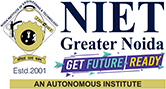 NIET
Greater Noida
GET FUTURE READY
Estd.2001
AN AUTONOMOUS INSTITUTE